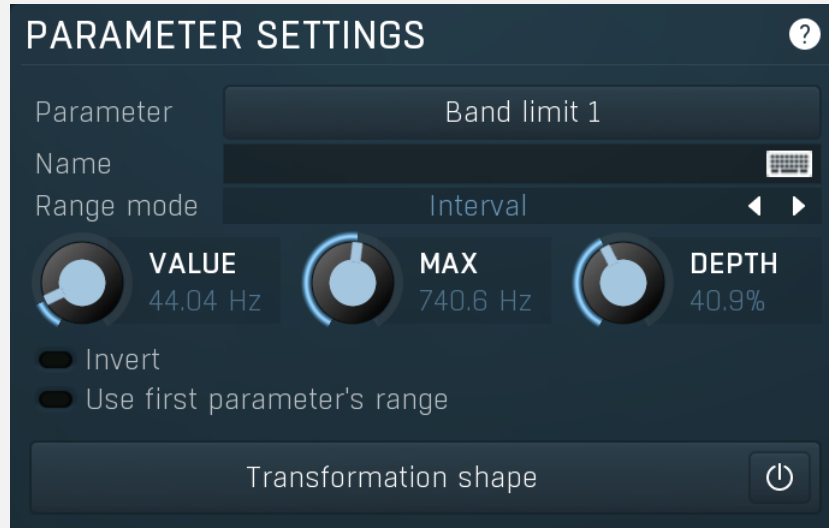 PARAMETER SETTINGS ?
Parameter Band limit 1
Name
Range mode Interval
VALUE MAX DEPTH
44.04 Hz 740.6 Hz 40.9%
Invert
Use first parameter's range
Transformation shape